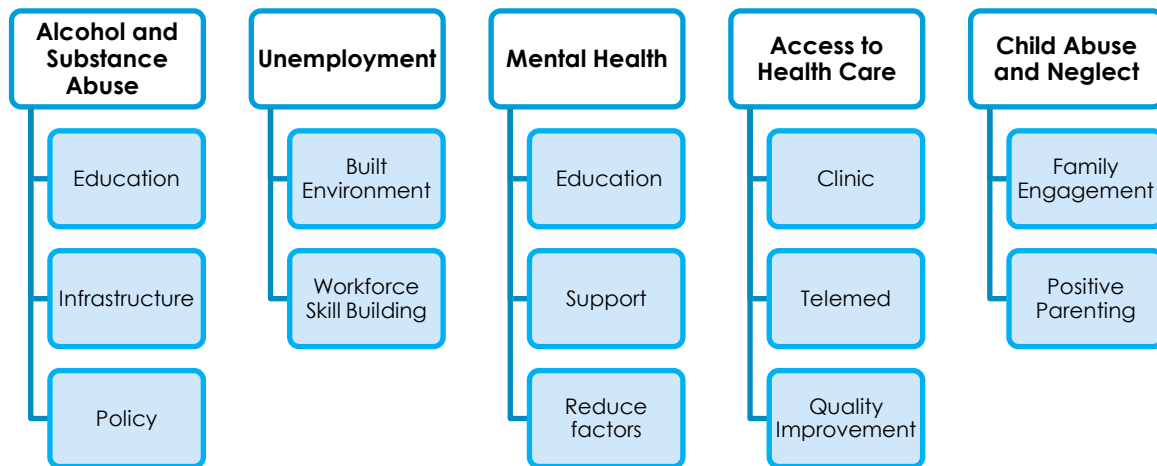 Alcohol and
Substance
Abuse
Education
Infrastructure
Policy
Unemployment
Built
Environment
Workforce
Skill Building
Mental Health
Education
Support
Reduce
factors
Access to
Health Care
Clinic
Telemed
Quality
Improvement
Child Abuse
and Neglect
Family
Engagement
Positive
Parenting